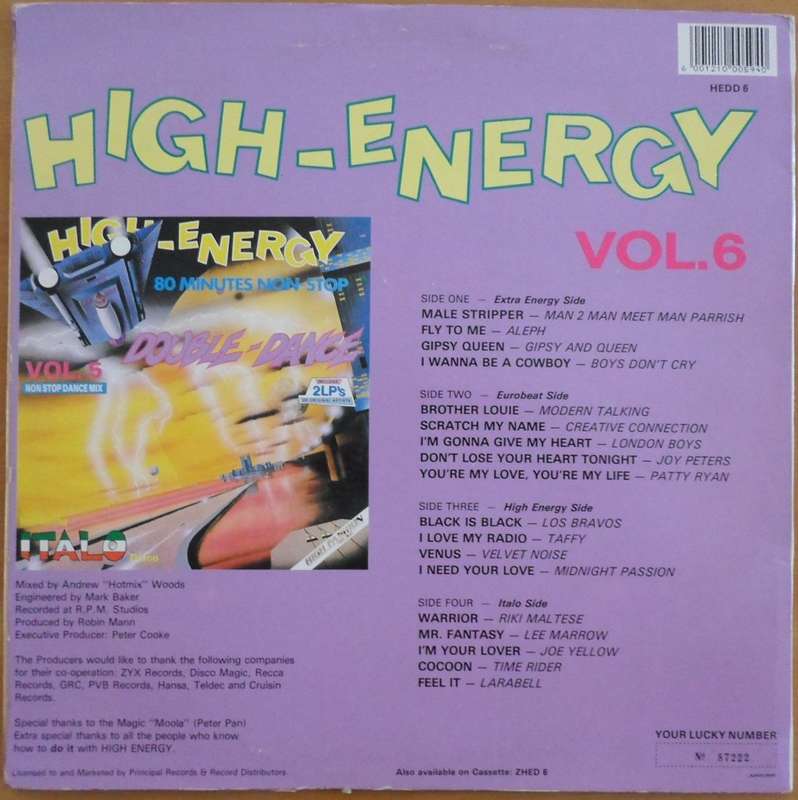 6 001210 005940
HEDD 6
HIGH-ENERGY
VOL.6
HIGH-ENERGY
80 MINUTES NON STOP
DOUBLE-DANCE
VOL. 5
NON STOP DANCE MIX
2LP's
ITALO
Disco
HIGH PASSION
SIDE ONE – Extra Energy Side
MALE STRIPPER – MAN 2 MAN MEET MAN PARRISH
FLY TO ME – ALEPH
GIPSY QUEEN – GIPSY AND QUEEN
I WANNA BE A COWBOY – BOYS DON'T CRY
SIDE TWO – Eurobeat Side
BROTHER LOUIE – MODERN TALKING
SCRATCH MY NAME – CREATIVE CONNECTION
I'M GONNA GIVE MY HEART – LONDON BOYS
DON'T LOSE YOUR HEART TONIGHT – JOY PETERS
YOU'RE MY LOVE, YOU'RE MY LIFE – PATTY RYAN
SIDE THREE – High Energy Side
BLACK IS BLACK – LOS BRAVOS
I LOVE MY RADIO – TAFFY
VENUS – VELVET NOISE
I NEED YOUR LOVE – MIDNIGHT PASSION
SIDE FOUR – Italo Side
WARRIOR – RIKI MALTESE
MR. FANTASY – LEE MARROW
I'M YOUR LOVER – JOE YELLOW
COCOON – TIME RIDER
FEEL IT – LARABELL
Mixed by Andrew "Hotmix" Woods
Engineered by Mark Baker
Recorded at R.P.M. Studios
Produced by Robin Mann
Executive Producer: Peter Cooke
The Producers would like to thank the following companies
for their co-operation: ZYX Records, Disco Magic, Recca
Records, GRC, PVB Records, Hansa, Teldec and Cruisin
Records.
Special thanks to the Magic "Moola" (Peter Pan)
Extra special thanks to all the people who know
how to do it with HIGH ENERGY.
Licensed to and Marketed by Principal Records & Record Distributors.
Also available on Cassette: ZHED 6
YOUR LUCKY NUMBER
Nº 87222